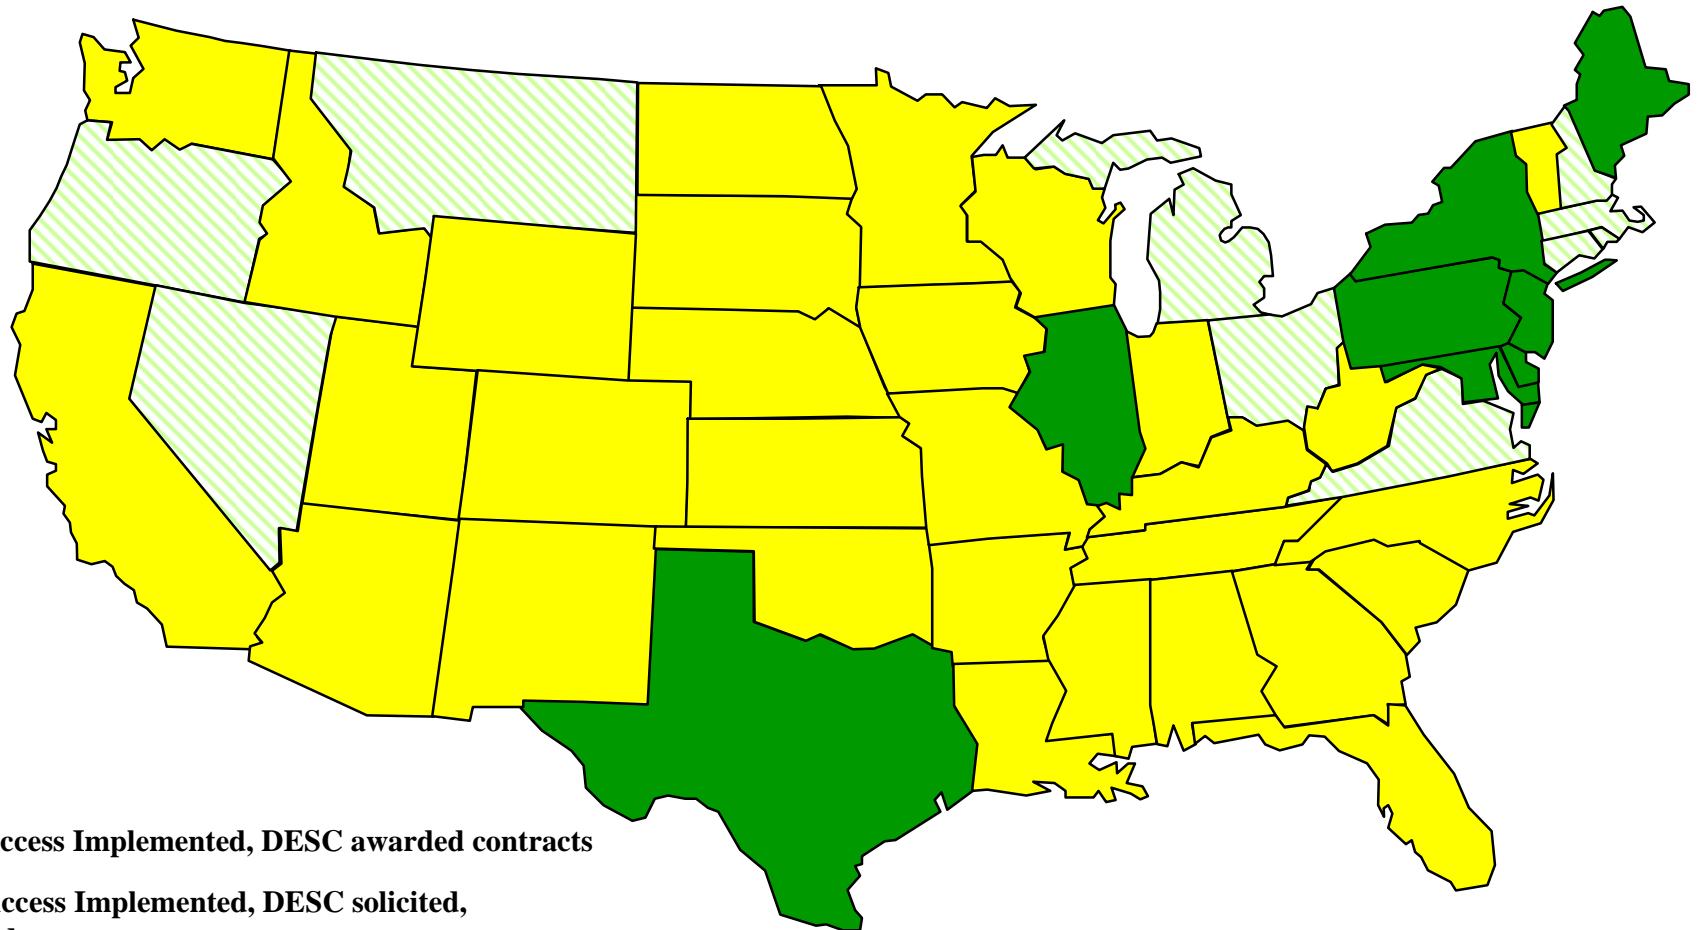 ccess Implemented, DESC awarded contracts
ccess Implemented, DESC solicited,